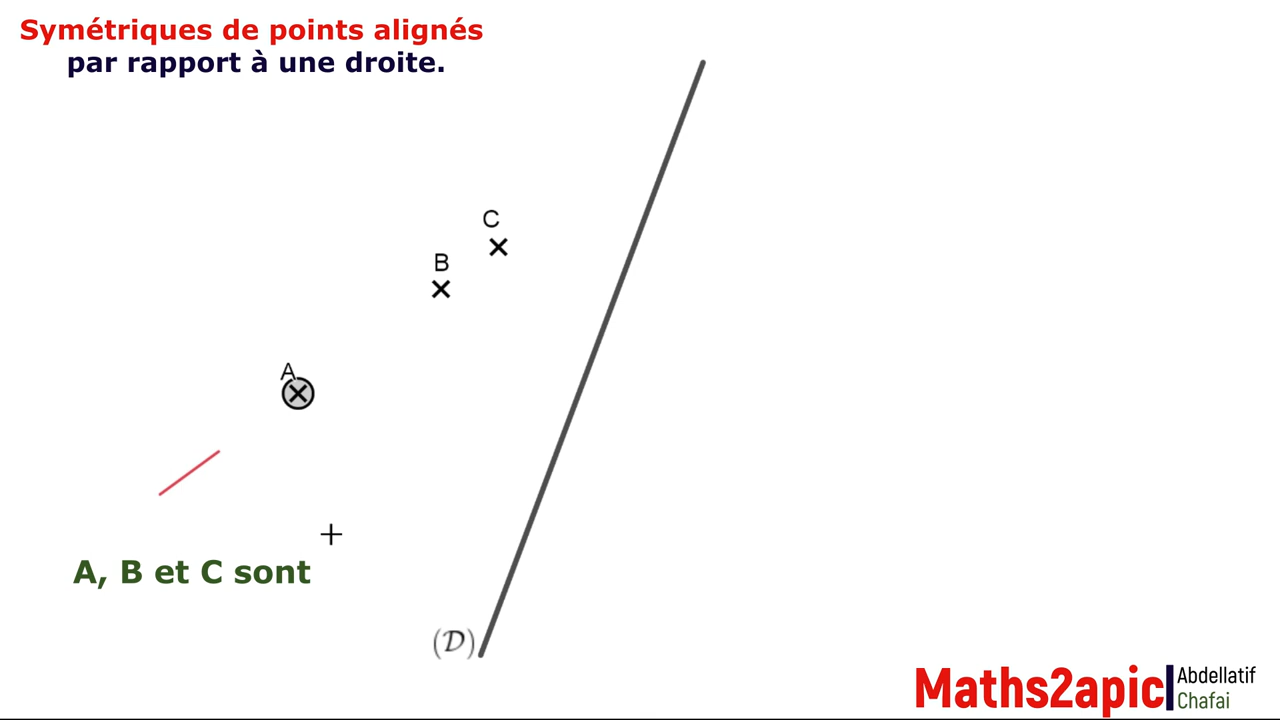 Symétriques de points alignés
par rapport à une droite.
C
B
A
A, B et C sont
(D)
Maths2apic
Abdellatif
Chafai